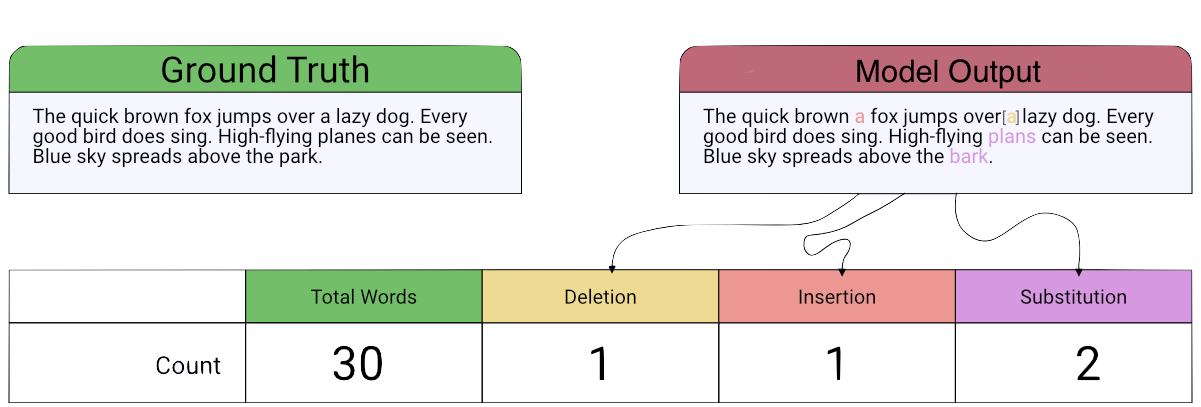 Ground Truth
The quick brown fox jumps over a lazy dog. Every
good bird does sing. High-flying planes can be seen.
Blue sky spreads above the park.
Model Output
The quick brown a fox jumps over[a]lazy dog. Every
good bird does sing. High-flying plans can be seen.
Blue sky spreads above the bark.
Total Words Deletion Insertion Substitution
Count 30 1 1 2